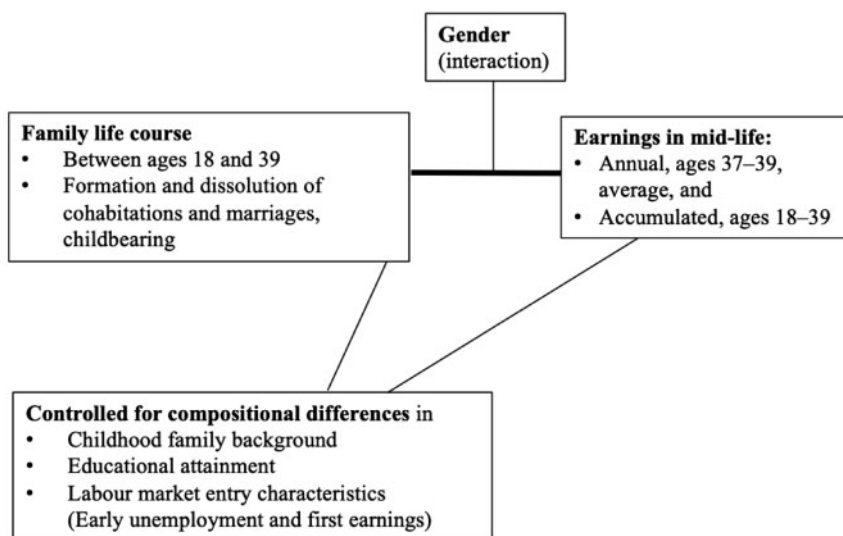 Gender
(interaction)
Family life course
• Between ages 18 and 39
• Formation and dissolution of
cohabitations and marriages,
childbearing
Earnings in mid-life:
• Annual, ages 37–39,
average, and
• Accumulated, ages 18–39
Controlled for compositional differences in
• Childhood family background
• Educational attainment
• Labour market entry characteristics
(Early unemployment and first earnings)